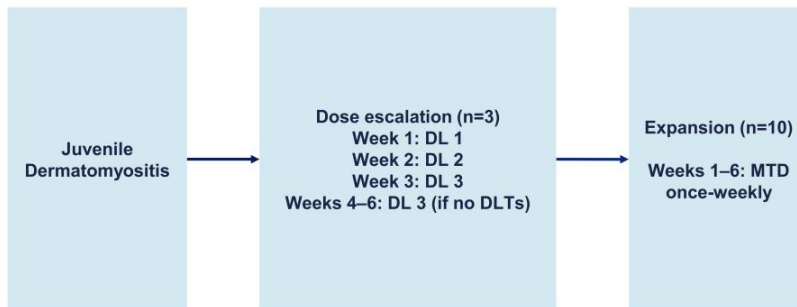 Juvenile
Dermatomyositis
Dose escalation (n=3)
Week 1: DL 1
Week 2: DL 2
Week 3: DL 3
Weeks 4–6: DL 3 (if no DLTs)
Expansion (n=10)
Weeks 1–6: MTD
once-weekly